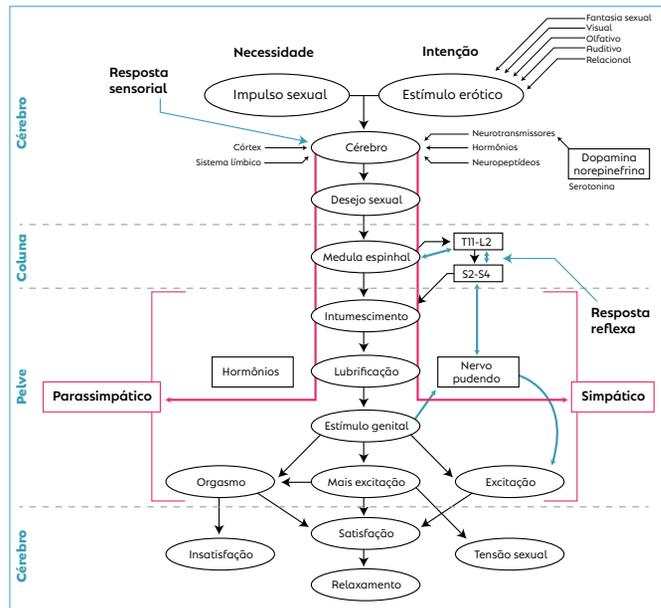 Fantasia sexual
Visual
Olfativo
Auditivo
Relacional
Necessidade
Intenção
Resposta
sensorial
Impulso sexual
Estímulo erótico
Cérebro
Neurotransmissores
Córtex
Cérebro
Hormônios
Sistema límbico
Neuropeptídeos
Dopamina
norepinefrina
Serotonina
Desejo sexual
Coluna
T11-L2
Medula espinhal
S2-S4
Intumescimento
Resposta
reflexa
Pelve
Hormônios
Lubrificação
Nervo
pudendo
Parassimpático
Simpático
Estímulo genital
Orgasmo
Mais excitação
Excitação
Cérebro
Satisfação
Insatisfação
Tensão sexual
Relaxamento